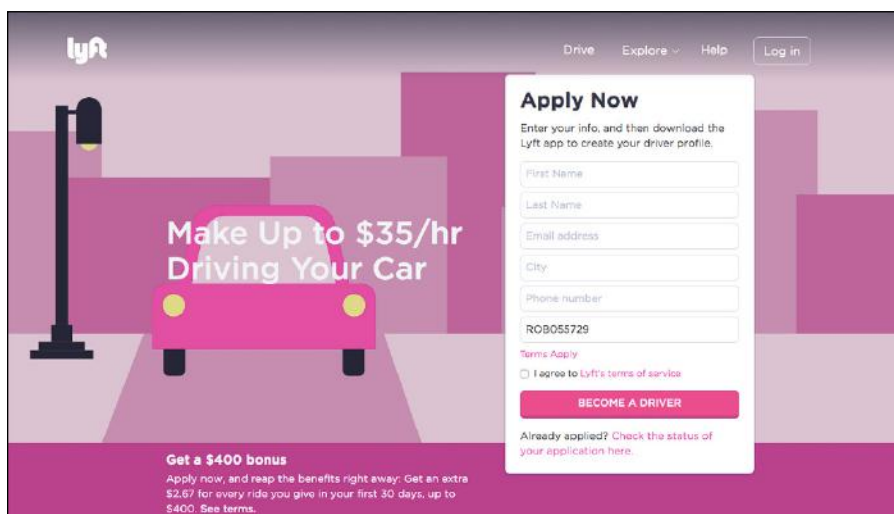 lyft
Drive Explore Help Log in
Make Up to $35/hr
Driving Your Car
Apply Now
Enter your info, and then download the
Lyft app to create your driver profile.
First Name
Last Name
Email address
City
Phone number
ROBO55729
Terms Apply
I agree to Lyft's terms of service
BECOME A DRIVER
Already applied? Check the status of
your application here.
Get a $400 bonus
Apply now, and reap the benefits right away: Get an extra
$2.67 for every ride you give in your first 30 days, up to
$400. See terms.